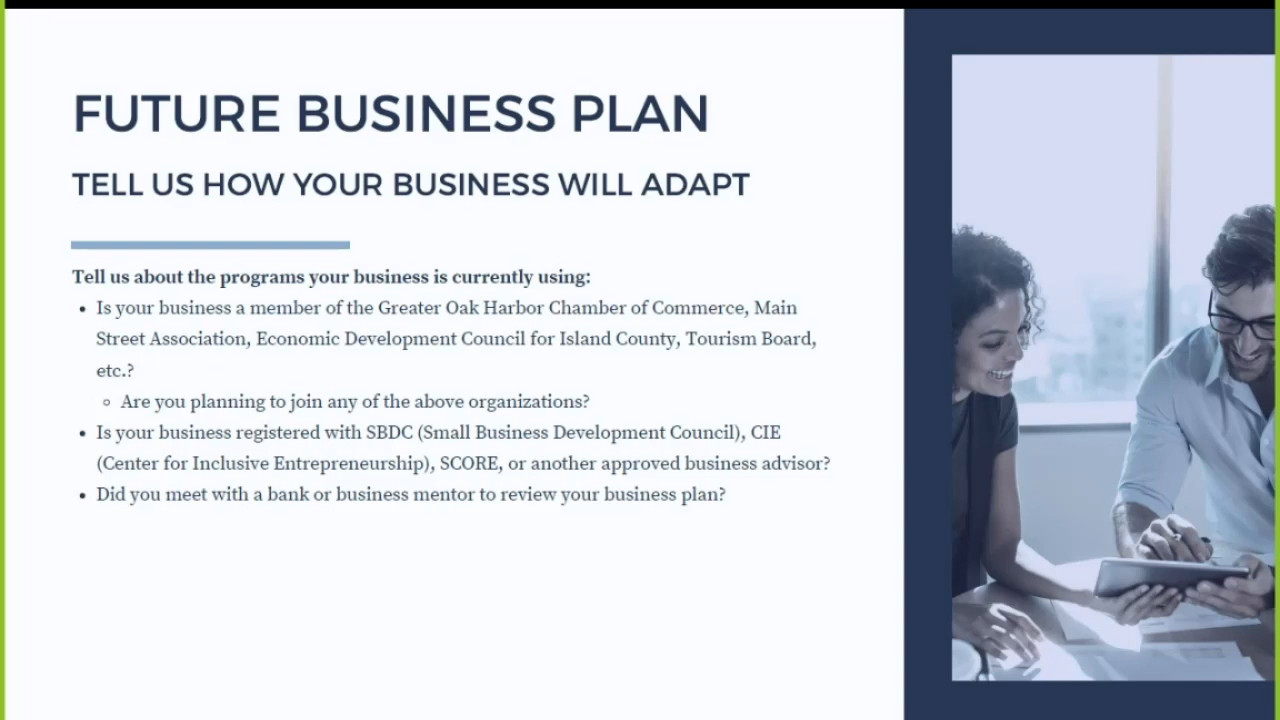 FUTURE BUSINESS PLAN
TELL US HOW YOUR BUSINESS WILL ADAPT
Tell us about the programs your business is currently using:
• Is your business a member of the Greater Oak Harbor Chamber of Commerce, Main
Street Association, Economic Development Council for Island County, Tourism Board,
etc.?
◦ Are you planning to join any of the above organizations?
• Is your business registered with SBDC (Small Business Development Council), CIE
(Center for Inclusive Entrepreneurship), SCORE, or another approved business advisor?
• Did you meet with a bank or business mentor to review your business plan?